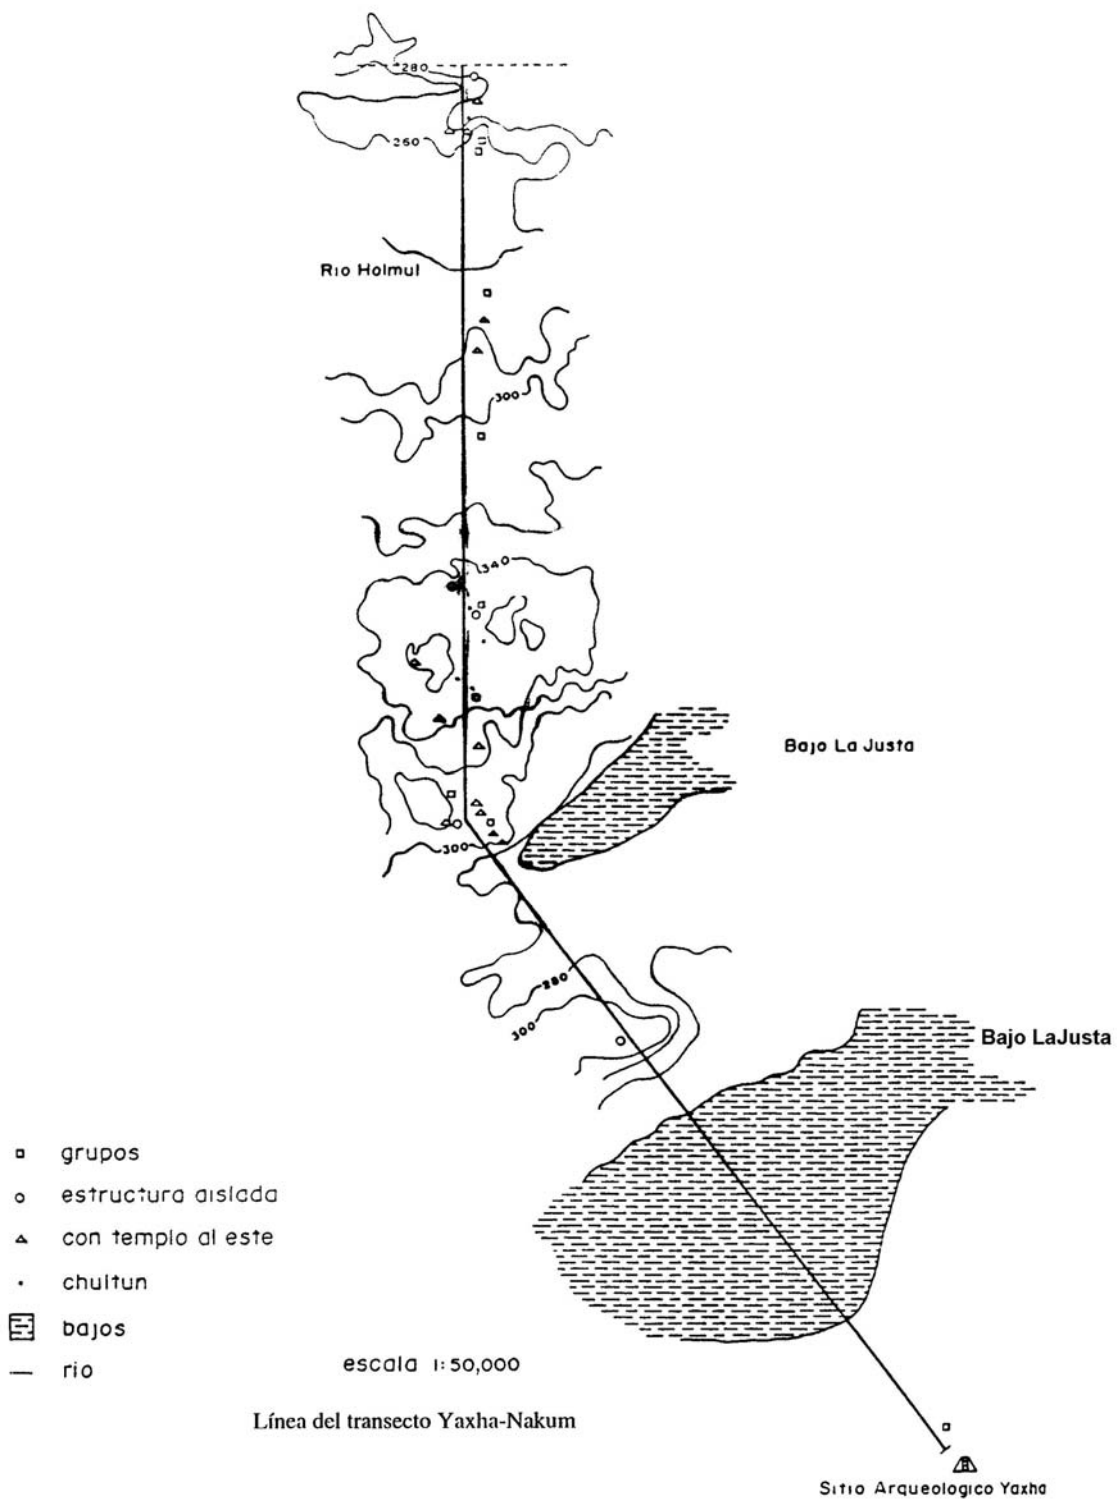 280
260
Rio Holmul
300
340
Bajo La Justa
300
280
300
Bajo LaJusta
grupos
estructura aislada
con templo al este
chultun
bajos
rio
escala 1:50,000
Línea del transecto Yaxha-Nakum
Sitio Arqueologico Yaxha